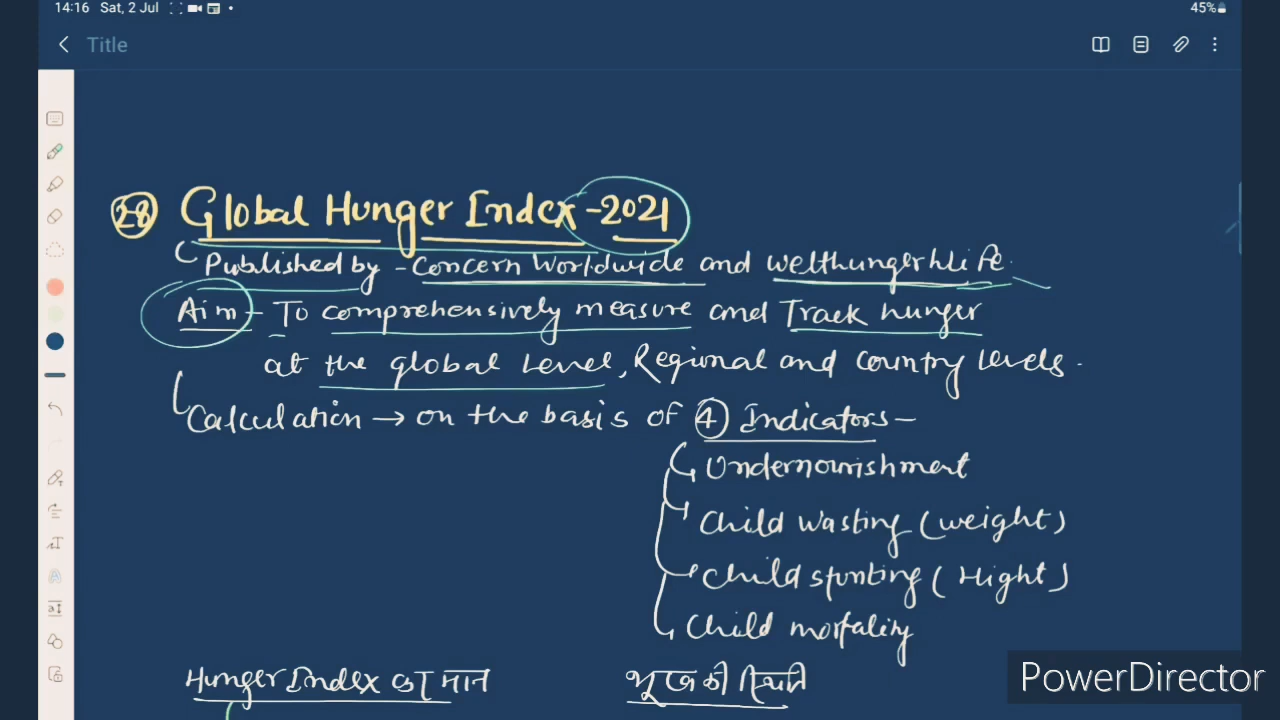 14:16 Sat, 2 Jul
45%
Title
28 Global Hunger Index -2021
Published by - Concern Worldwide and welthungerhlife.
Aim - To comprehensively measure and Track hunger
at the global Level, Regional and country levels.
Calculation → on the basis of 4 Indicators -
Undernourishment
Child wasting (weight)
Child stunting (Hight)
Child mortality
Hunger Index का मान
भूख की स्थिति
PowerDirector